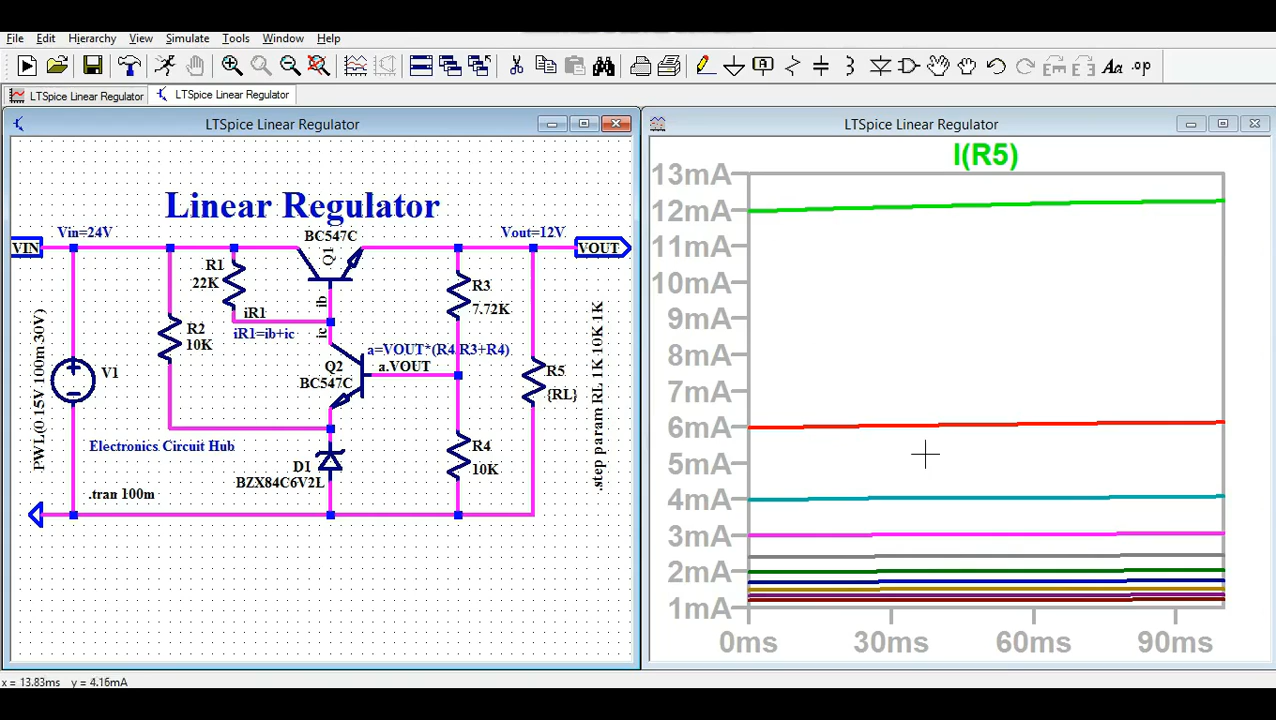 File Edit Hierarchy View Simulate Tools Window Help
.op
LTSpice Linear Regulator LTSpice Linear Regulator
LTSpice Linear Regulator
Linear Regulator
Vin=24V
BC547C
Vout=12V
VIN
VOUT
Q1
R1
22K
R3
7.72K
ib
iR1
iR1=ib+ic
ic
R2
10K
a=VOUT*(R4/R3+R4)
a.VOUT
Q2
BC547C
V1
R5
{RL}
PWL(0 15V 100m 30V)
.step param RL 1K 10K 1K
Electronics Circuit Hub
R4
10K
D1
BZX84C6V2L
.tran 100m
LTSpice Linear Regulator
I(R5)
13mA
12mA
11mA
10mA
9mA
8mA
7mA
6mA
5mA
4mA
3mA
2mA
1mA
0ms 30ms 60ms 90ms
x = 13.83ms y = 4.16mA